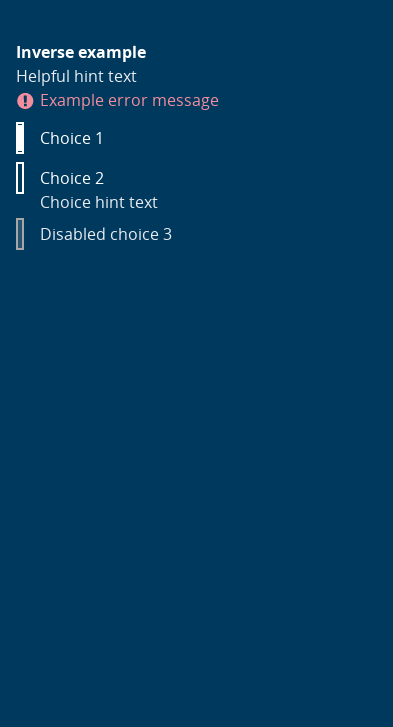 Inverse example
Helpful hint text
Example error message
Choice 1
Choice 2
Choice hint text
Disabled choice 3